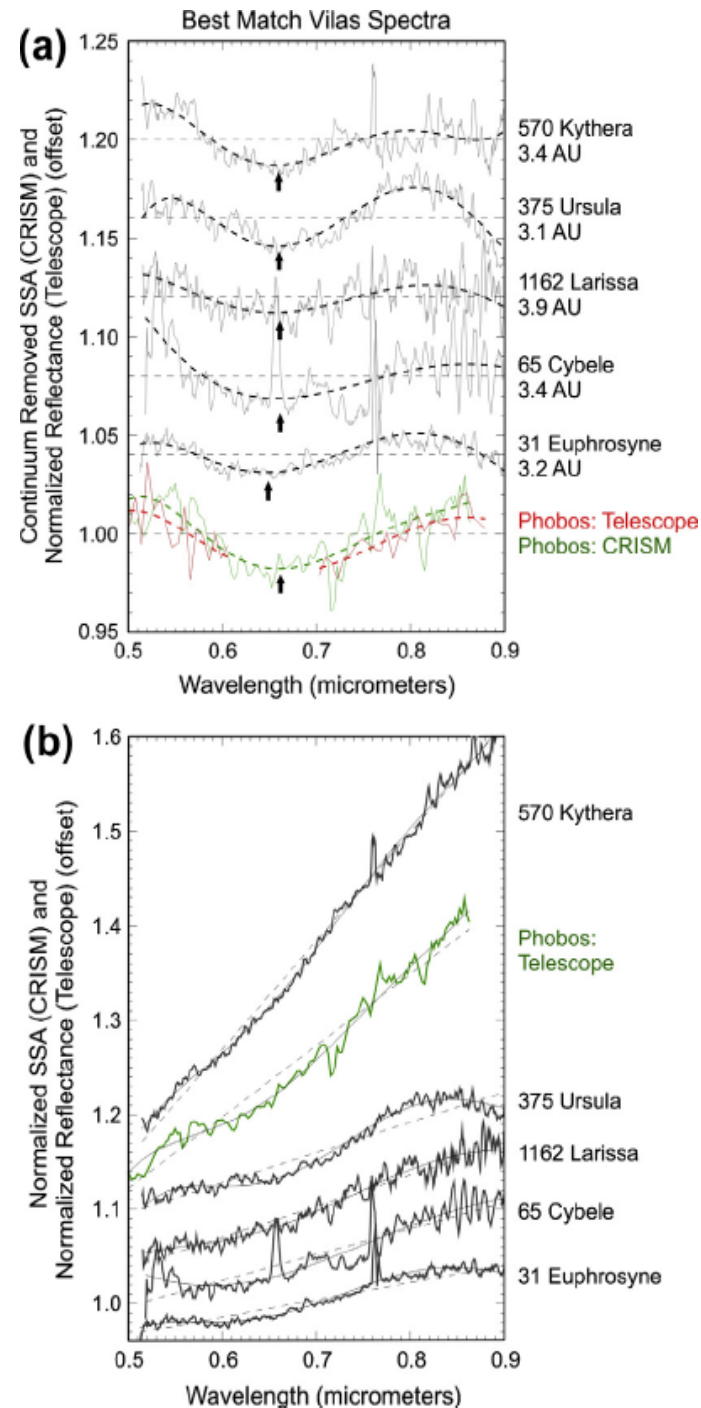 Best Match Vilas Spectra
(a)
Continuum Removed SSA (CRISM) and
Normalized Reflectance (Telescope) (offset)
1.25
1.20
1.15
1.10
1.05
1.00
0.95
570 Kythera
3.4 AU
375 Ursula
3.1 AU
1162 Larissa
3.9 AU
65 Cybele
3.4 AU
31 Euphrosyne
3.2 AU
Phobos: Telescope
Phobos: CRISM
0.5 0.6 0.7 0.8 0.9
Wavelength (micrometers)
(b)
Normalized SSA (CRISM) and
Normalized Reflectance (Telescope) (offset)
1.6
1.5
1.4
1.3
1.2
1.1
1.0
570 Kythera
Phobos:
Telescope
375 Ursula
1162 Larissa
65 Cybele
31 Euphrosyne
0.5 0.6 0.7 0.8 0.9
Wavelength (micrometers)